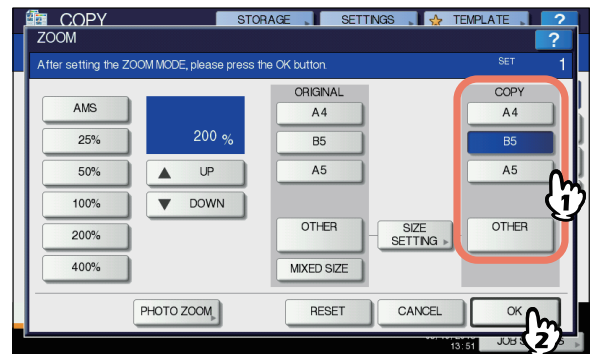 COPY STORAGE SETTINGS TEMPLATE ?
ZOOM ?
After setting the ZOOM MODE, please press the OK button. SET 1
ORIGINAL COPY
AMS A4 A4
25% 200 % B5 B5
50% UP A5 A5
1
100% DOWN
200% OTHER SIZE SETTING OTHER
400% MIXED SIZE
PHOTO ZOOM RESET CANCEL OK
2
13:51